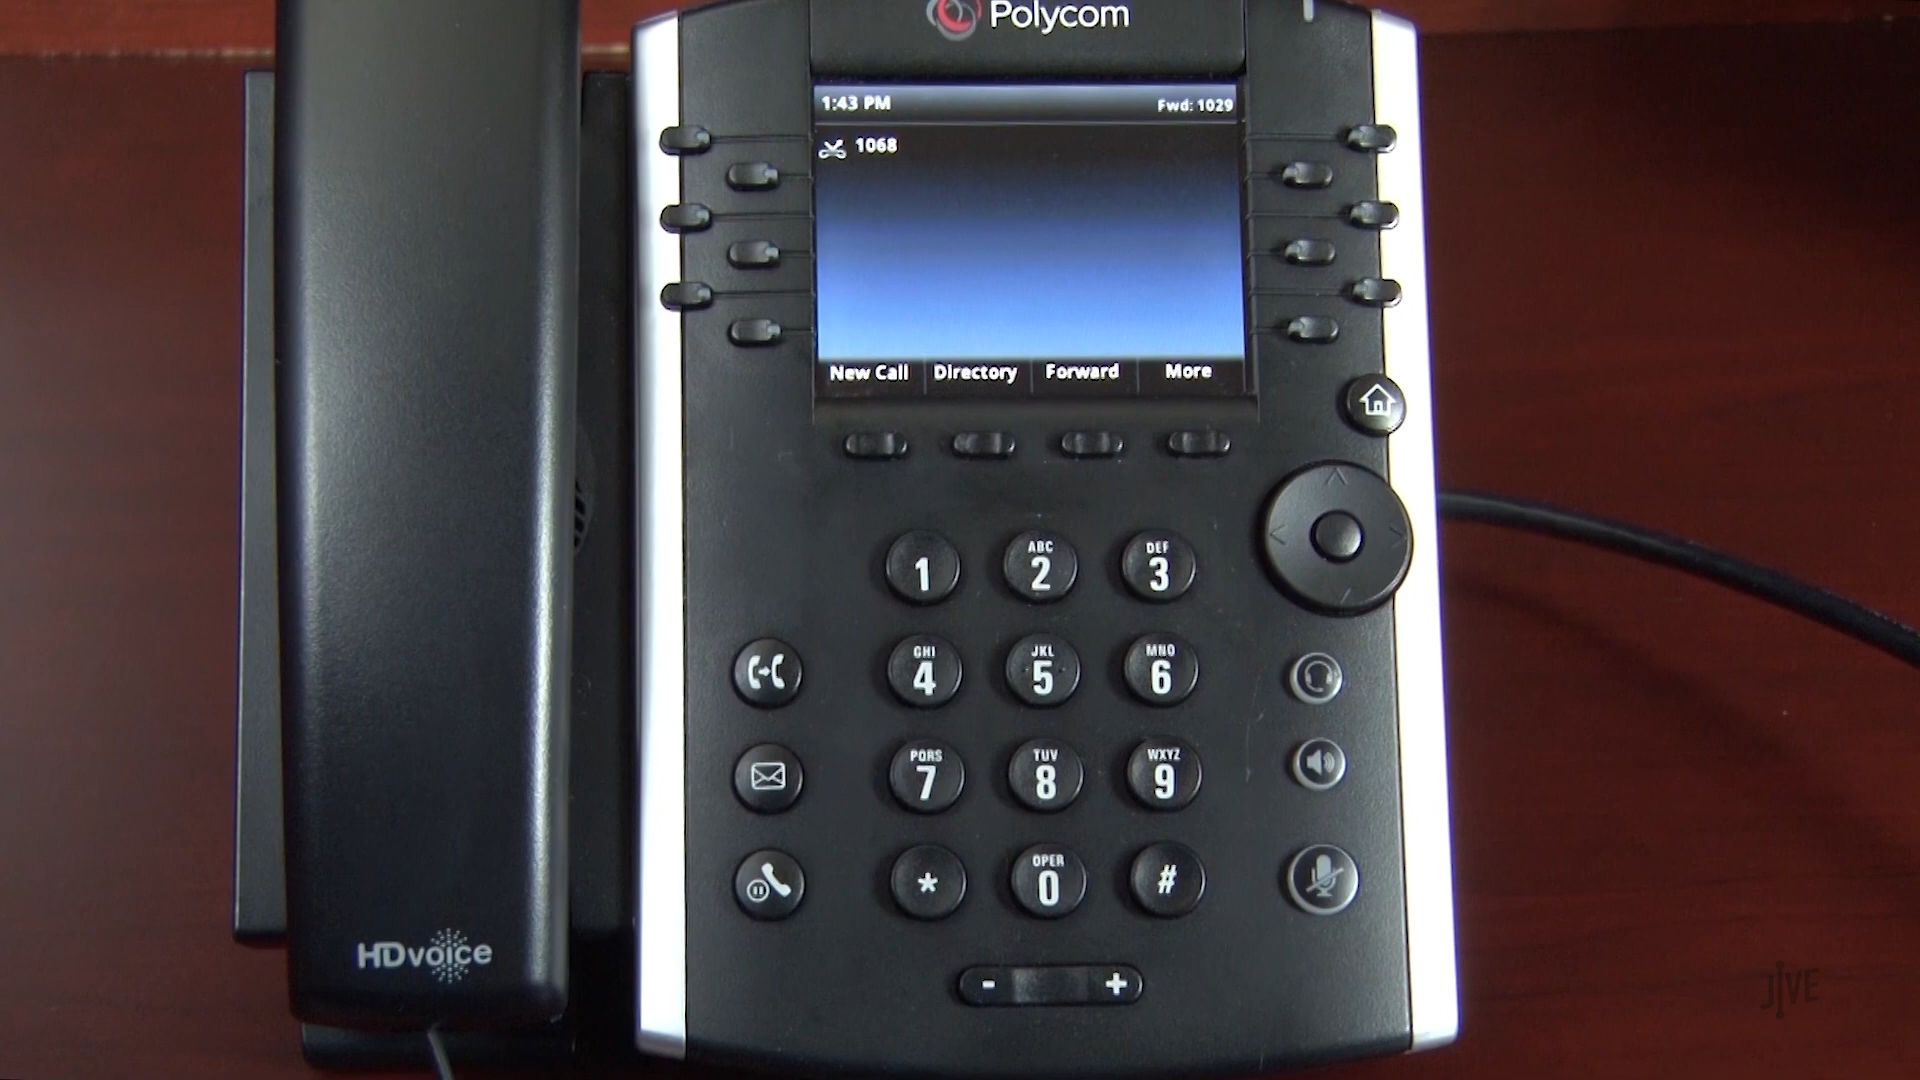 Polycom
1:43 PM Fwd: 1029
1068
New Call Directory Forward More
1 ABC 2 DEF 3
GHI 4 JKL 5 MNO 6
PQRS 7 TUV 8 WXYZ 9
* OPER 0 #
- +
HDvoice
JIVE